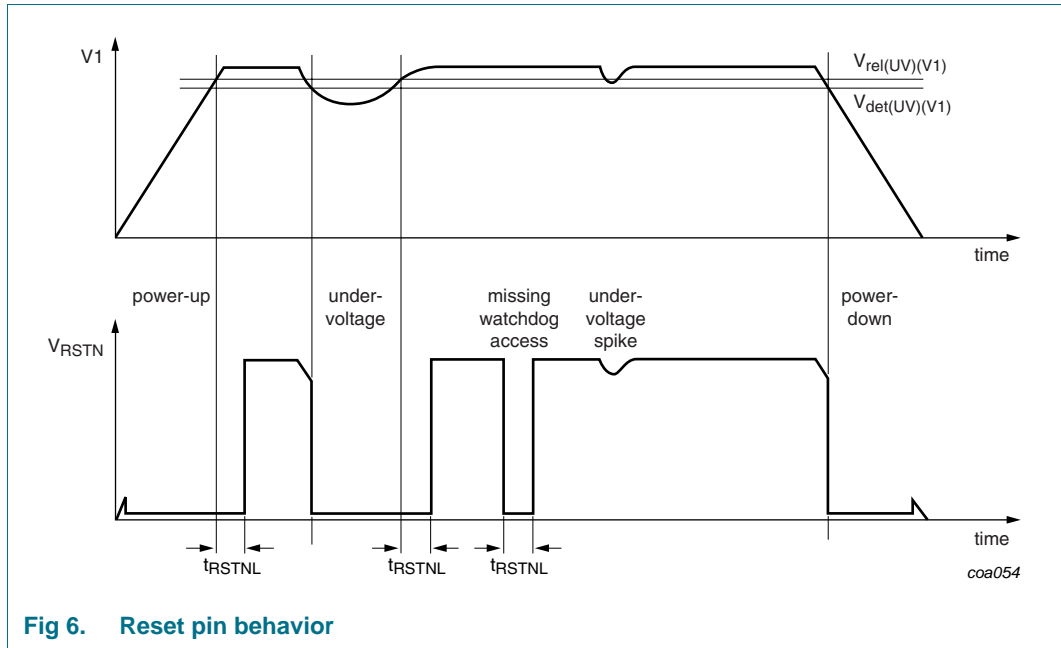 V1
Vrel(UV)(V1)
Vdet(UV)(V1)
time
power-up
under-
voltage
missing
watchdog
access
under-
voltage
spike
power-
down
VRSTN
time
tRSTNL
tRSTNL
tRSTNL
coa054
Fig 6. Reset pin behavior